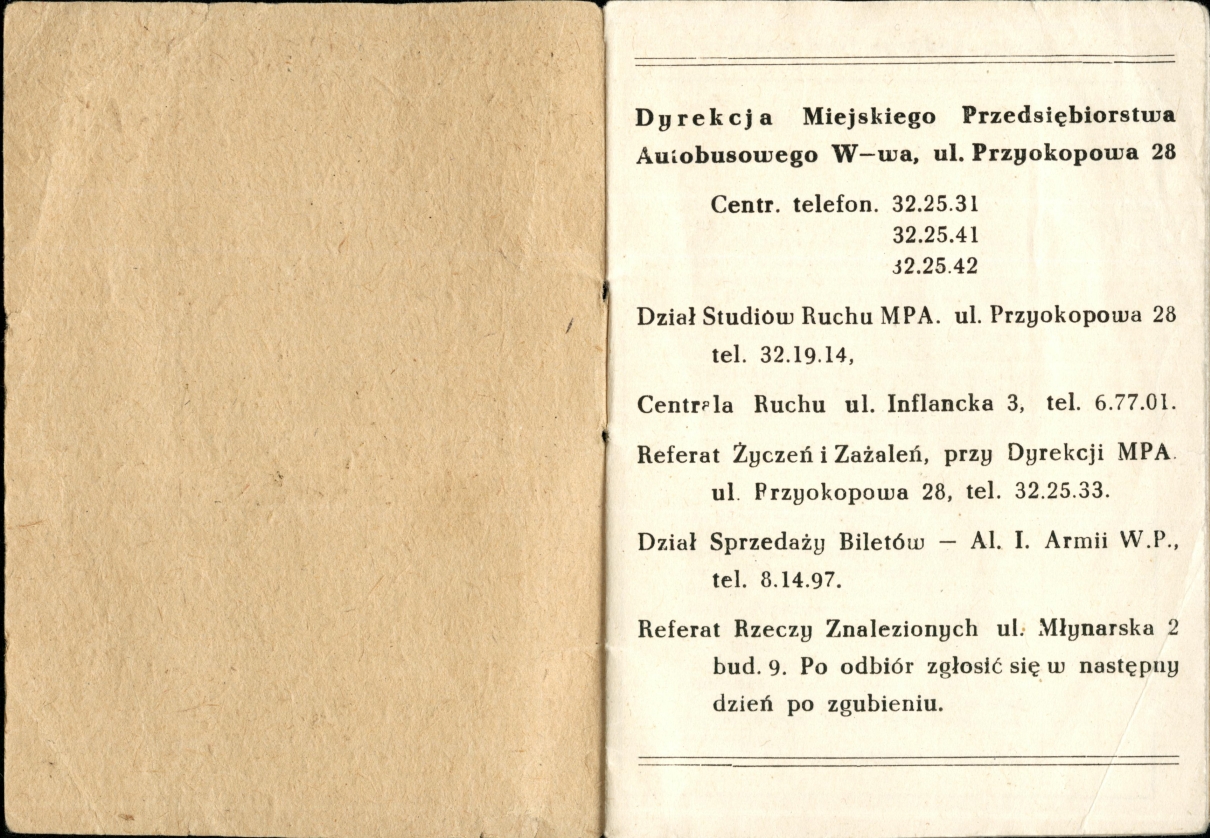 Dyrekcja Miejskiego Przedsiębiorstwa
Autobusowego W—wa, ul. Przyokopowa 28
Centr. telefon. 32.25.31
32.25.41
32.25.42
Dział Studiów Ruchu MPA. ul. Przyokopowa 28
tel. 32.19.14,
Centrala Ruchu ul. Inflancka 3, tel. 6.77.01.
Referat Życzeń i Zażaleń, przy Dyrekcji MPA.
ul. Przyokopowa 28, tel. 32.25.33.
Dział Sprzedaży Biletów — Al. I. Armii W.P.,
tel. 8.14.97.
Referat Rzeczy Znalezionych ul. Młynarska 2
bud. 9. Po odbiór zgłosić się w następny
dzień po zgubieniu.